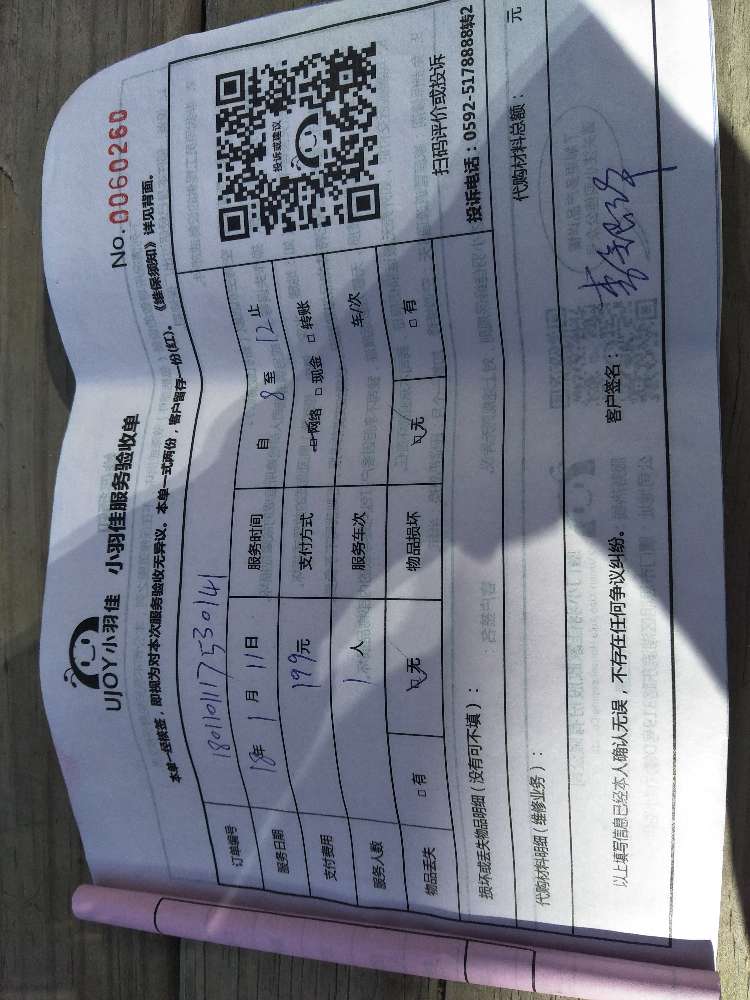 No. 0060260
UJOY小羽佳 小羽佳服务验收单
本单一经接签，即视为对本次服务验收无异议。本单一式两份，客户留存一份(红)。《维保须知》详见背面。
订单编号 1801101117530141
服务日期 18年 1月 11日 服务时间 自 8 至 12 止
支付费用 199元 支付方式 ☑网络 □现金 □转账
服务人数 1人 服务车次 车/次
物品丢失 □有 ☑无 物品损坏 ☑无 □有
投诉或建议
扫码评价或投诉
投诉电话：0592-5178888转2
损坏或丢失物品明细（没有可不填）：
代购材料明细（维修业务）： 代购材料总额： 元
以上填写信息已经本人确认无误，不存在任何争议纠纷。 客户签名：